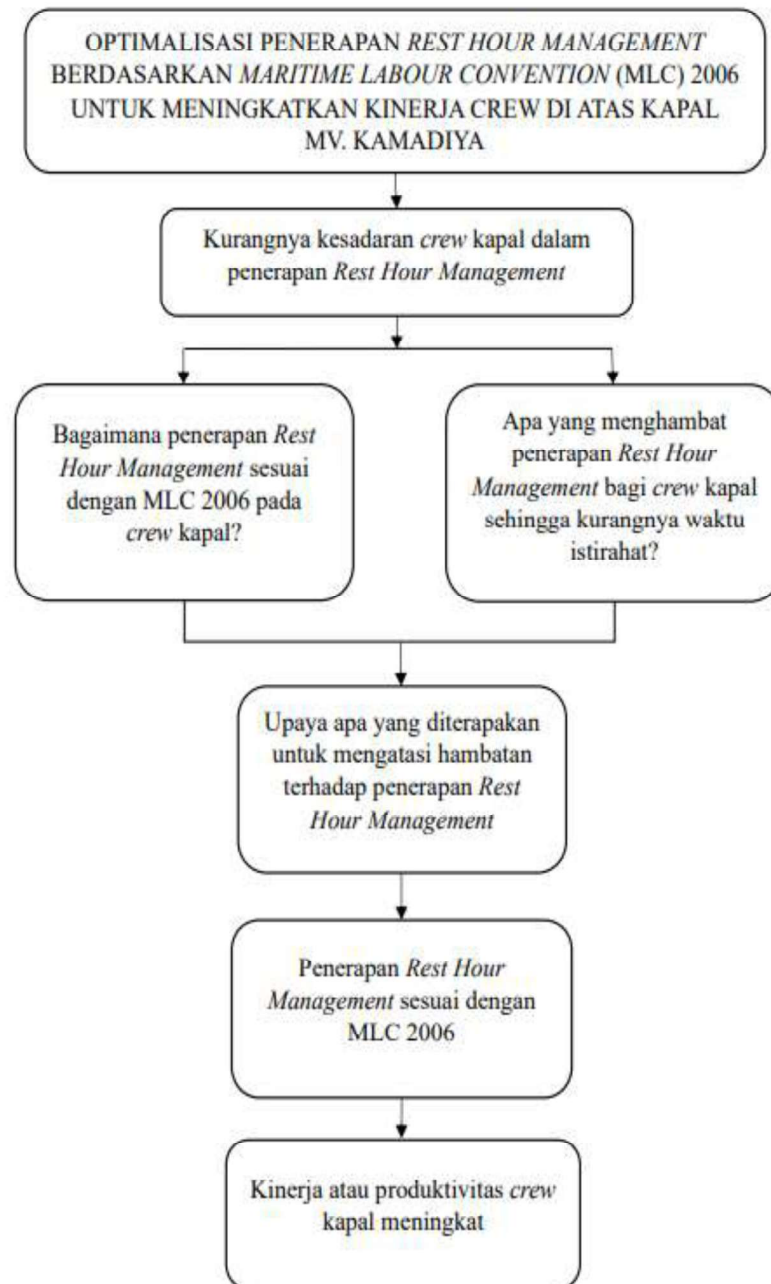 OPTIMALISASI PENERAPAN REST HOUR MANAGEMENT
BERDASARKAN MARITIME LABOUR CONVENTION (MLC) 2006
UNTUK MENINGKATKAN KINERJA CREW DI ATAS KAPAL
MV. KAMADIYA
Kurangnya kesadaran crew kapal dalam
penerapan Rest Hour Management
Bagaimana penerapan Rest
Hour Management sesuai
dengan MLC 2006 pada
crew kapal?
Apa yang menghambat
penerapan Rest Hour
Management bagi crew kapal
sehingga kurangnya waktu
istirahat?
Upaya apa yang diterapakan
untuk mengatasi hambatan
terhadap penerapan Rest
Hour Management
Penerapan Rest Hour
Management sesuai dengan
MLC 2006
Kinerja atau produktivitas crew
kapal meningkat